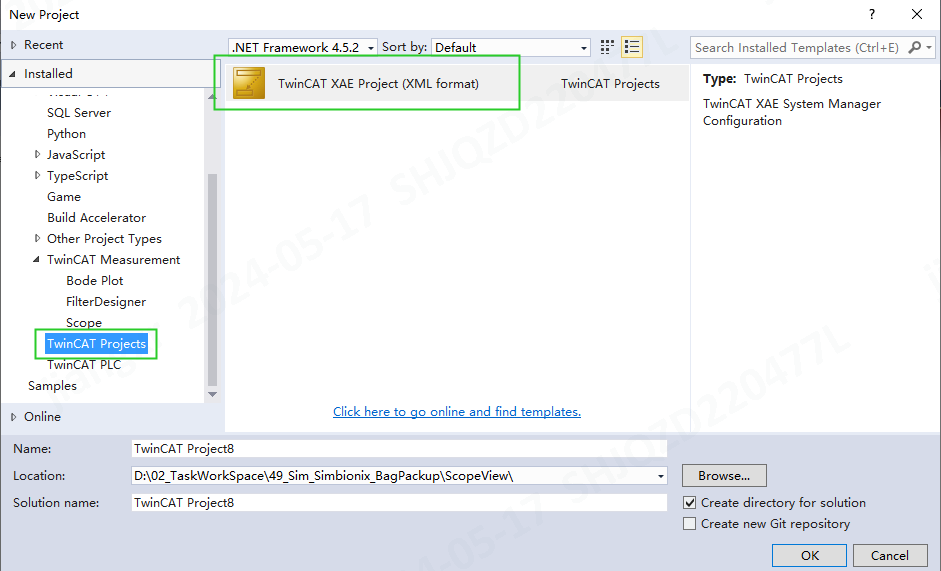 New Project
?
Recent
.NET Framework 4.5.2
Sort by:
Default
Search Installed Templates (Ctrl+E)
Installed
TwinCAT XAE Project (XML format)
TwinCAT Projects
Type: TwinCAT Projects
TwinCAT XAE System Manager
Configuration
SQL Server
Python
JavaScript
TypeScript
Game
Build Accelerator
Other Project Types
TwinCAT Measurement
Bode Plot
FilterDesigner
Scope
TwinCAT Projects
TwinCAT PLC
Samples
Online
Click here to go online and find templates.
Name:
TwinCAT Project8
Location:
D:\02_TaskWorkSpace\49_Sim_Simbionix_BagPackup\ScopeView\
Browse...
Solution name:
TwinCAT Project8
Create directory for solution
Create new Git repository
OK
Cancel
2024-05-17 SHJQZD220477L